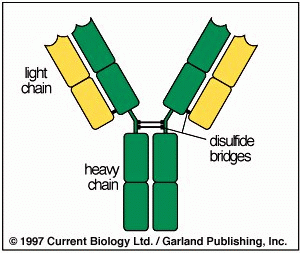 light
chain
disulfide
bridges
heavy
chain
© 1997 Current Biology Ltd. / Garland Publishing, Inc.